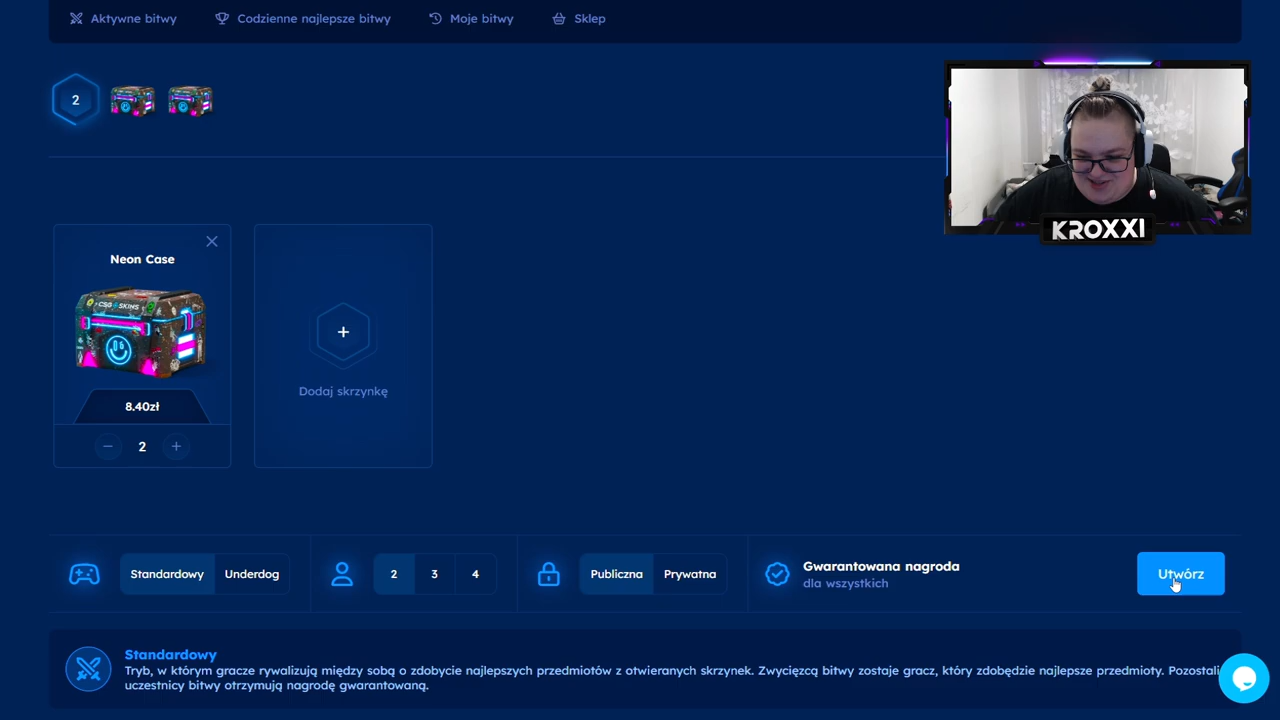 Aktywne bitwy
Codzienne najlepsze bitwy
Moje bitwy
Sklep
2
KROXXI
Neon Case
CSG SKINS
8.40zł
2
Dodaj skrzynkę
Standardowy
Underdog
2
3
4
Publiczna
Prywatna
Gwarantowana nagroda
dla wszystkich
Utwórz
Standardowy
Tryb, w którym gracze rywalizują między sobą o zdobycie najlepszych przedmiotów z otwieranych skrzynek. Zwycięzcą bitwy zostaje gracz, który zdobędzie najlepsze przedmioty. Pozostali
uczestnicy bitwy otrzymują nagrodę gwarantowaną.